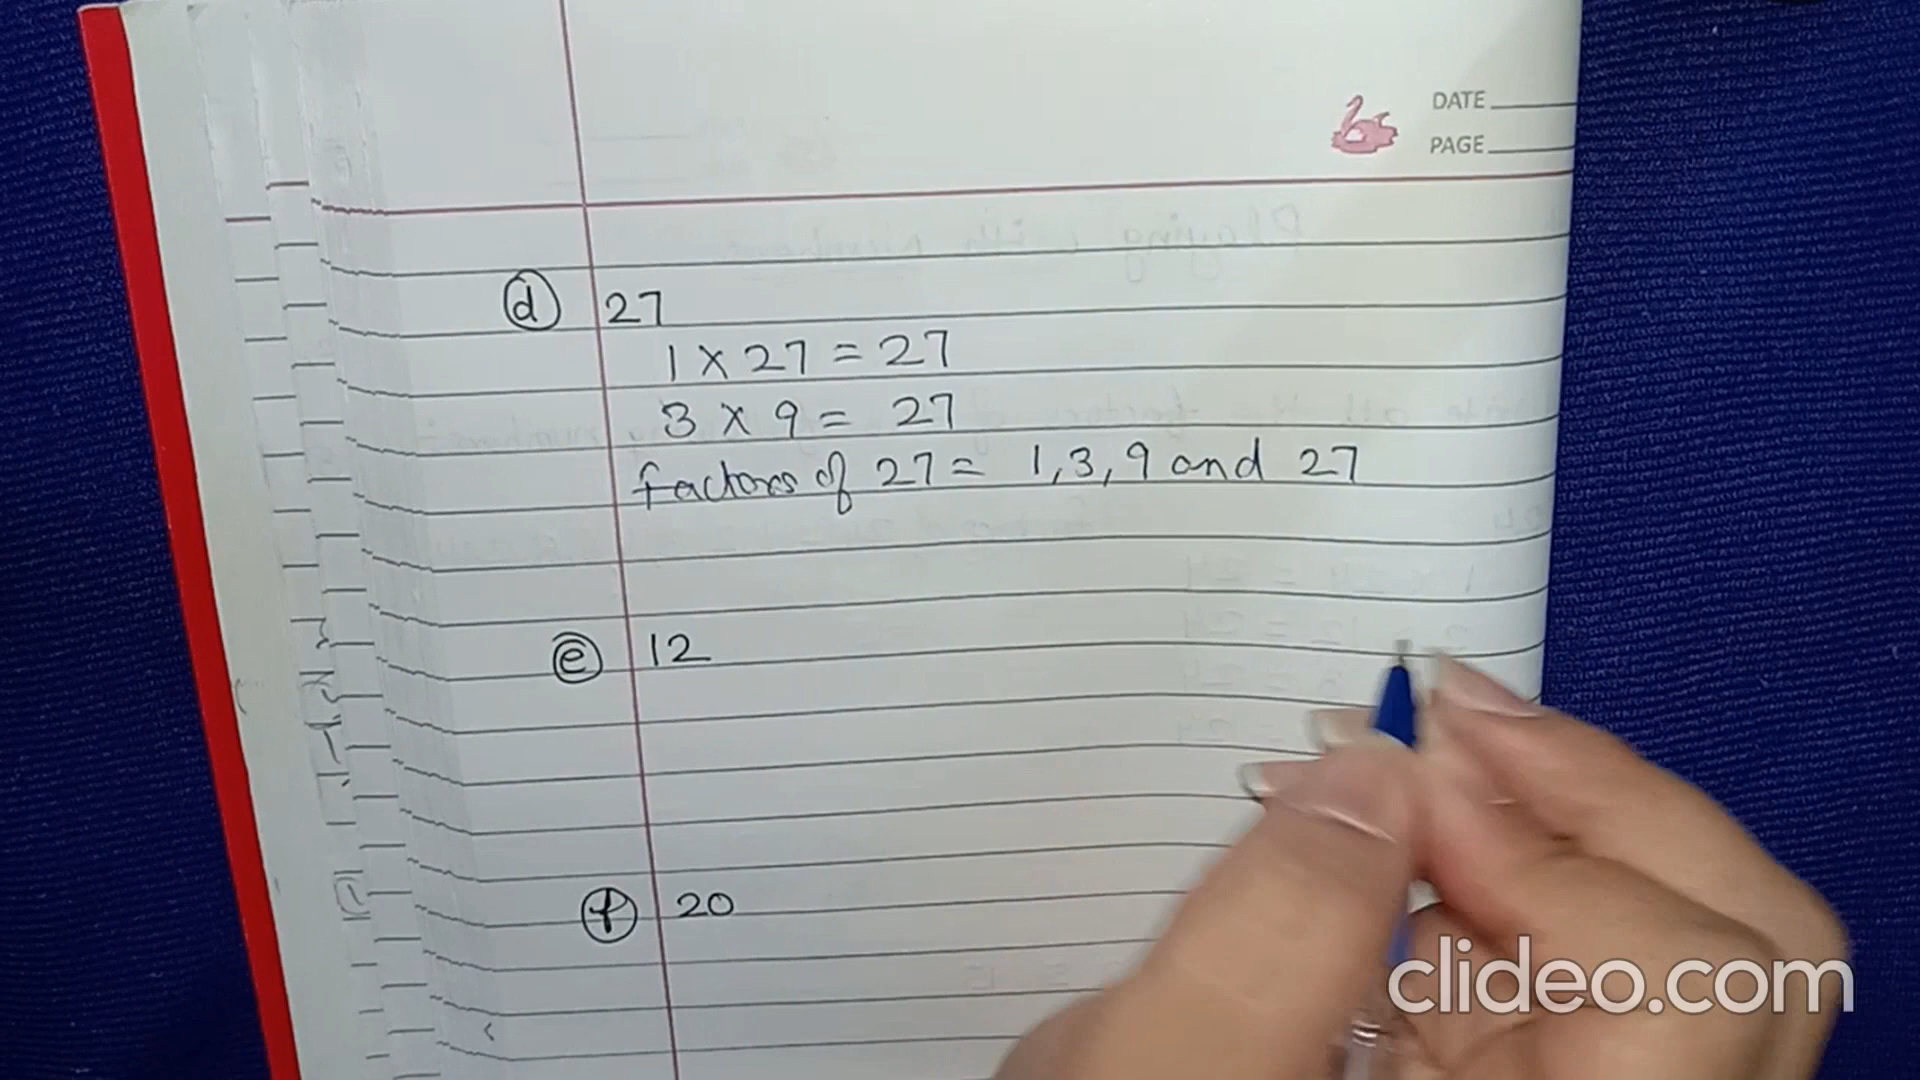 DATE
PAGE
d 27
1 × 27 = 27
3 × 9 = 27
factors of 27 = 1, 3, 9 and 27
e 12
f 20
clideo.com